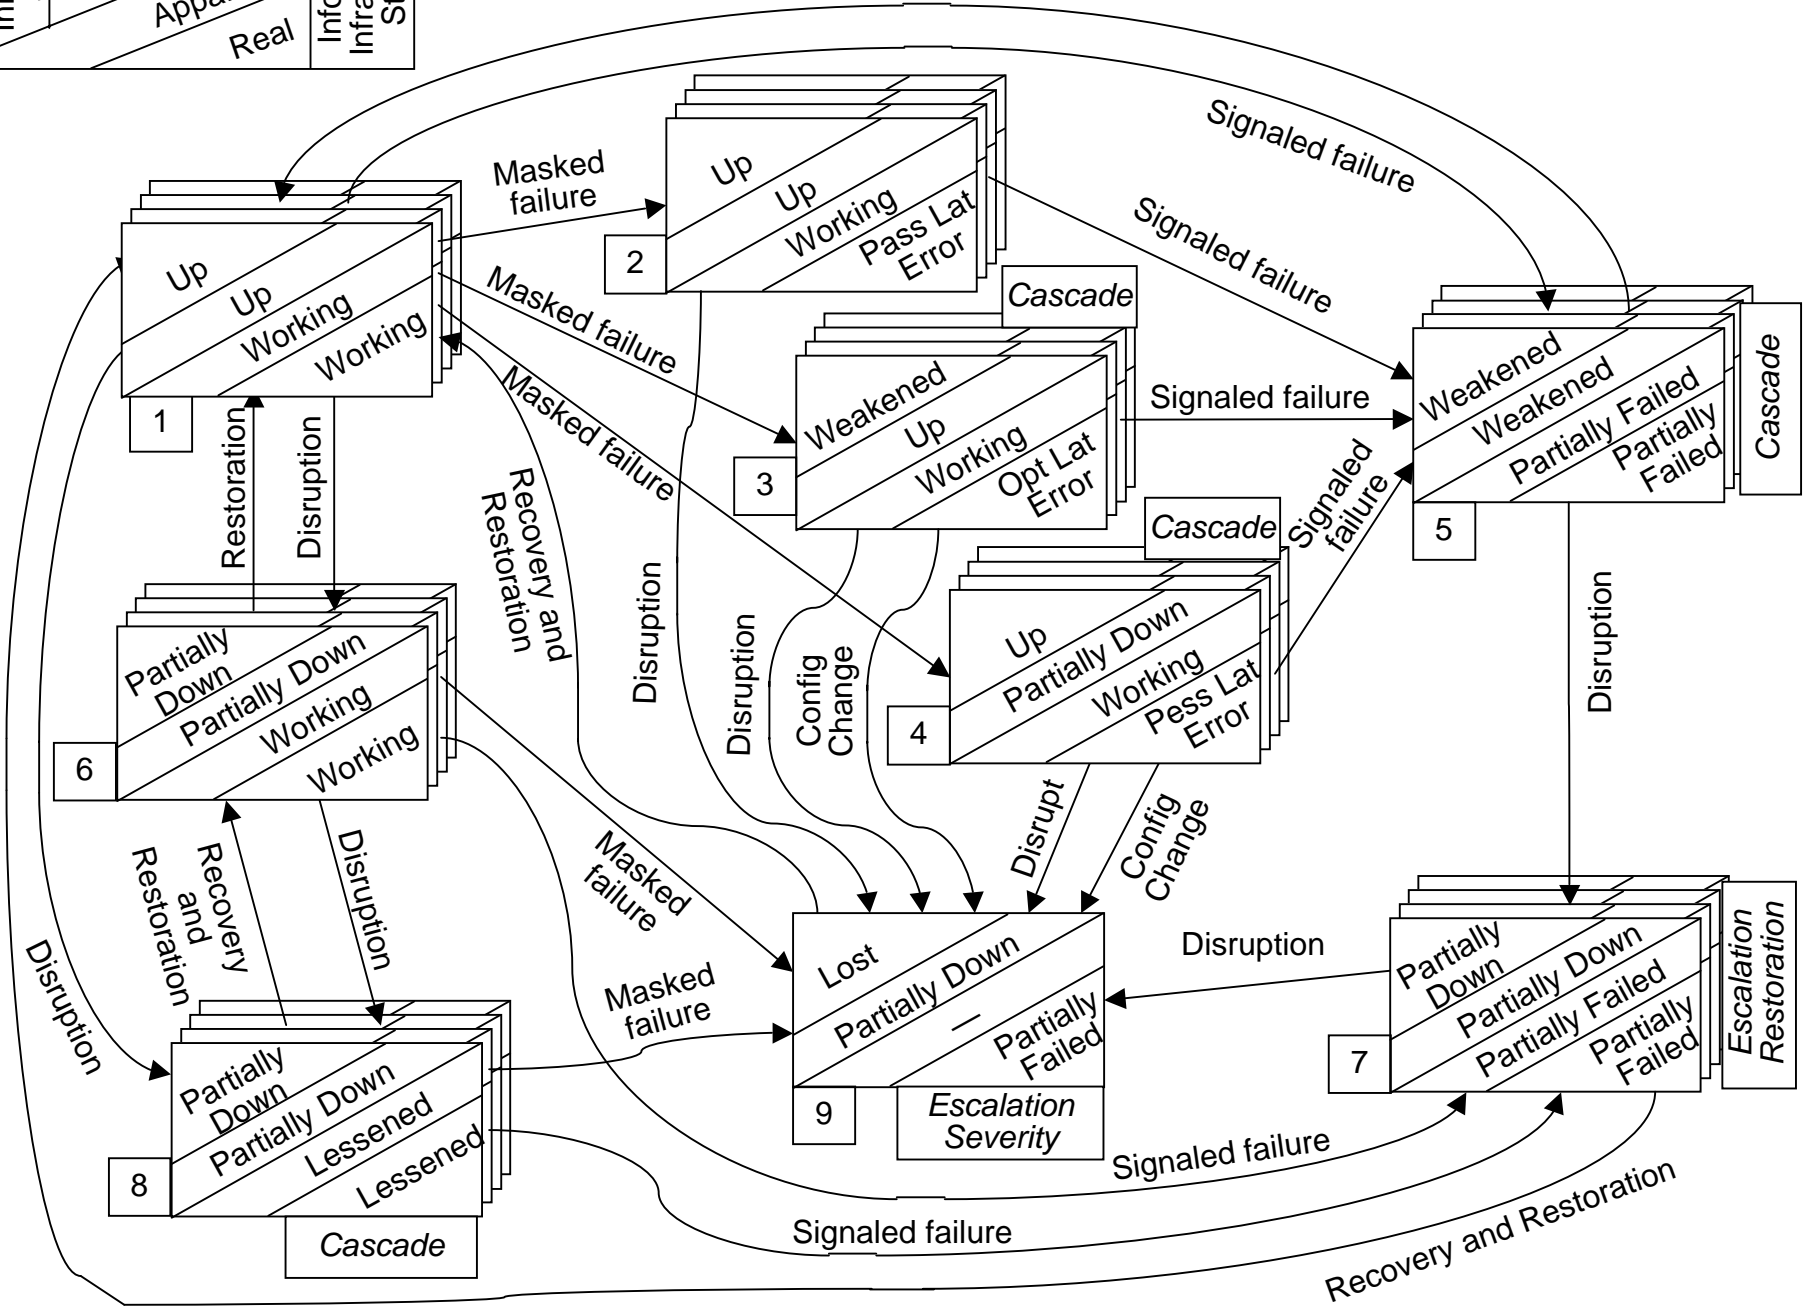 Real
Signaled failure
Masked
failure
Up
Up
Working
Pass Lat
Error
2
Signaled failure
Up
Up
Working
Working
1
Masked failure
Cascade
Weakened
Up
Working
Opt Lat
Error
3
Signaled failure
Weakened
Weakened
Partially Failed
Partially
Failed
5
Cascade
Masked failure
Restoration
Disruption
Recovery and
Restoration
Disruption
Disruption
Config
Change
Cascade
Signaled
failure
Up
Partially Down
Working
Pess Lat
Error
4
Disruption
Partially
Down
Partially Down
Working
Working
6
Disrupt
Config
Change
Masked
failure
Recovery
and
Restoration
Disruption
Disruption
Lost
Partially Down
—
Partially
Failed
9
Escalation
Severity
Disruption
Partially
Down
Partially Down
Partially Failed
Partially
Failed
7
Escalation
Restoration
Masked
failure
Partially
Down
Partially Down
Lessened
Lessened
8
Cascade
Signaled failure
Signaled failure
Recovery and Restoration